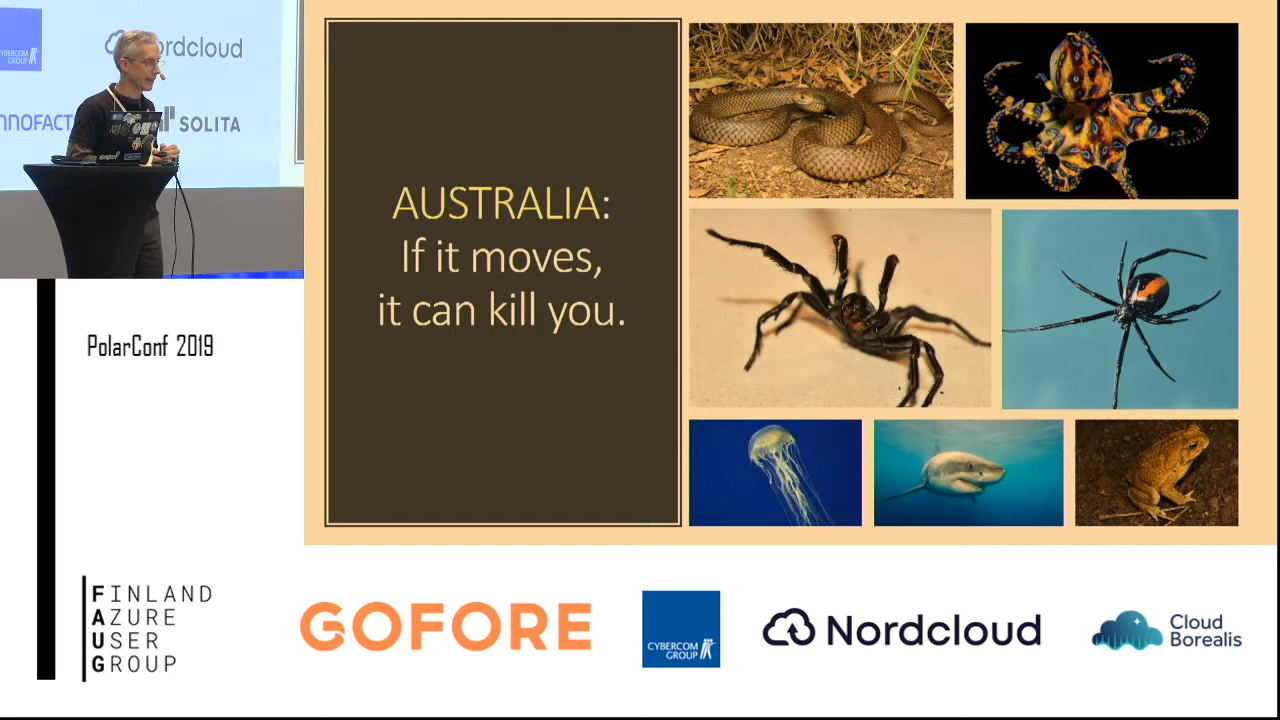 CYBERCOM
GROUP
Nordcloud
NNOFACT
SOLITA
AUSTRALIA:
If it moves,
it can kill you.
PolarConf 2019
FINLAND
AZURE
USER
GROUP
GOFORE
CYBERCOM
GROUP
Nordcloud
Cloud
Borealis